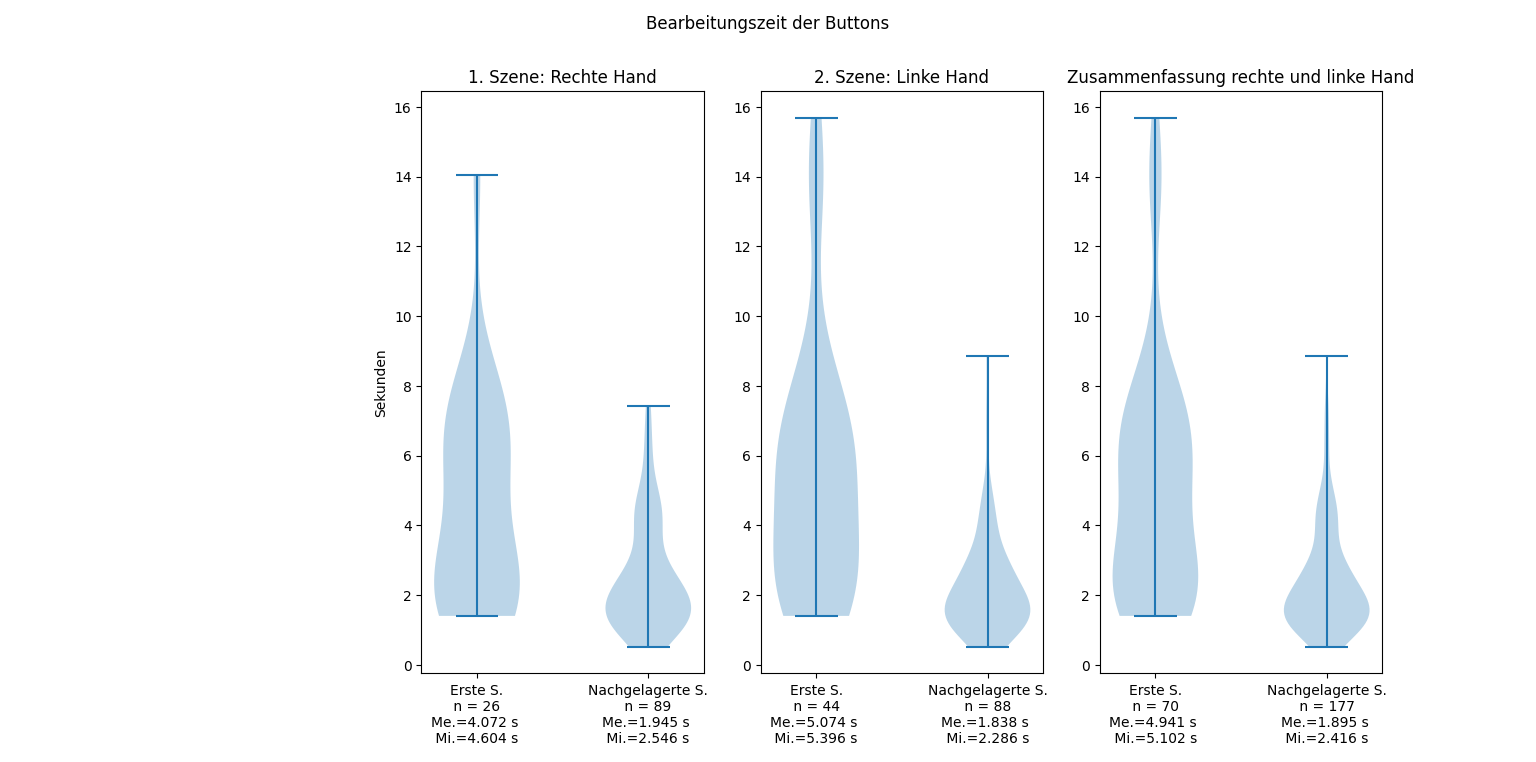 Bearbeitungszeit der Buttons
1. Szene: Rechte Hand
16
14
12
10
8
6
4
2
0
Sekunden
Erste S.
n = 26
Me.=4.072 s
Mi.=4.604 s
Nachgelagerte S.
n = 89
Me.=1.945 s
Mi.=2.546 s
2. Szene: Linke Hand
16
14
12
10
8
6
4
2
0
Erste S.
n = 44
Me.=5.074 s
Mi.=5.396 s
Nachgelagerte S.
n = 88
Me.=1.838 s
Mi.=2.286 s
Zusammenfassung rechte und linke Hand
16
14
12
10
8
6
4
2
0
Erste S.
n = 70
Me.=4.941 s
Mi.=5.102 s
Nachgelagerte S.
n = 177
Me.=1.895 s
Mi.=2.416 s